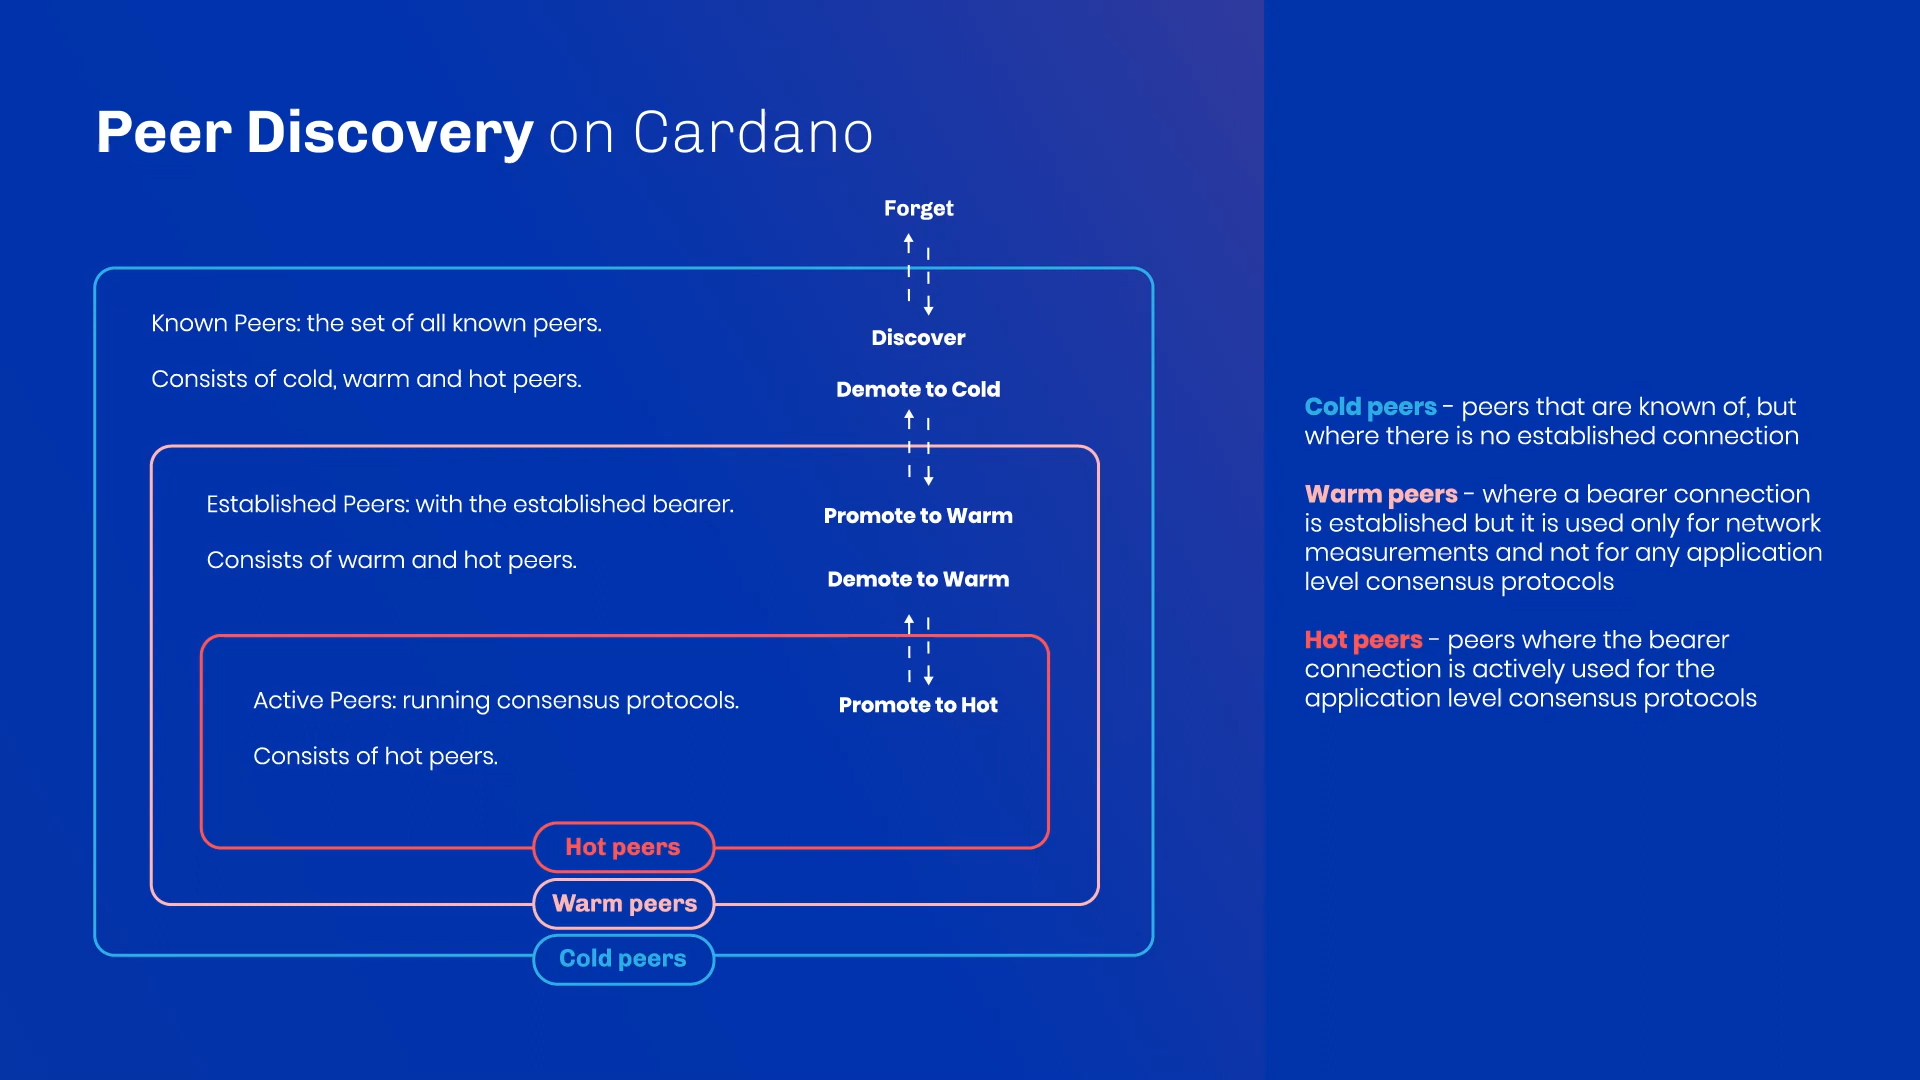 Peer Discovery on Cardano
Forget
Known Peers: the set of all known peers.
Discover
Consists of cold, warm and hot peers.
Demote to Cold
Established Peers: with the established bearer.
Promote to Warm
Consists of warm and hot peers.
Demote to Warm
Active Peers: running consensus protocols.
Promote to Hot
Consists of hot peers.
Hot peers
Warm peers
Cold peers
Cold peers - peers that are known of, but
where there is no established connection
Warm peers - where a bearer connection
is established but it is used only for network
measurements and not for any application
level consensus protocols
Hot peers - peers where the bearer
connection is actively used for the
application level consensus protocols